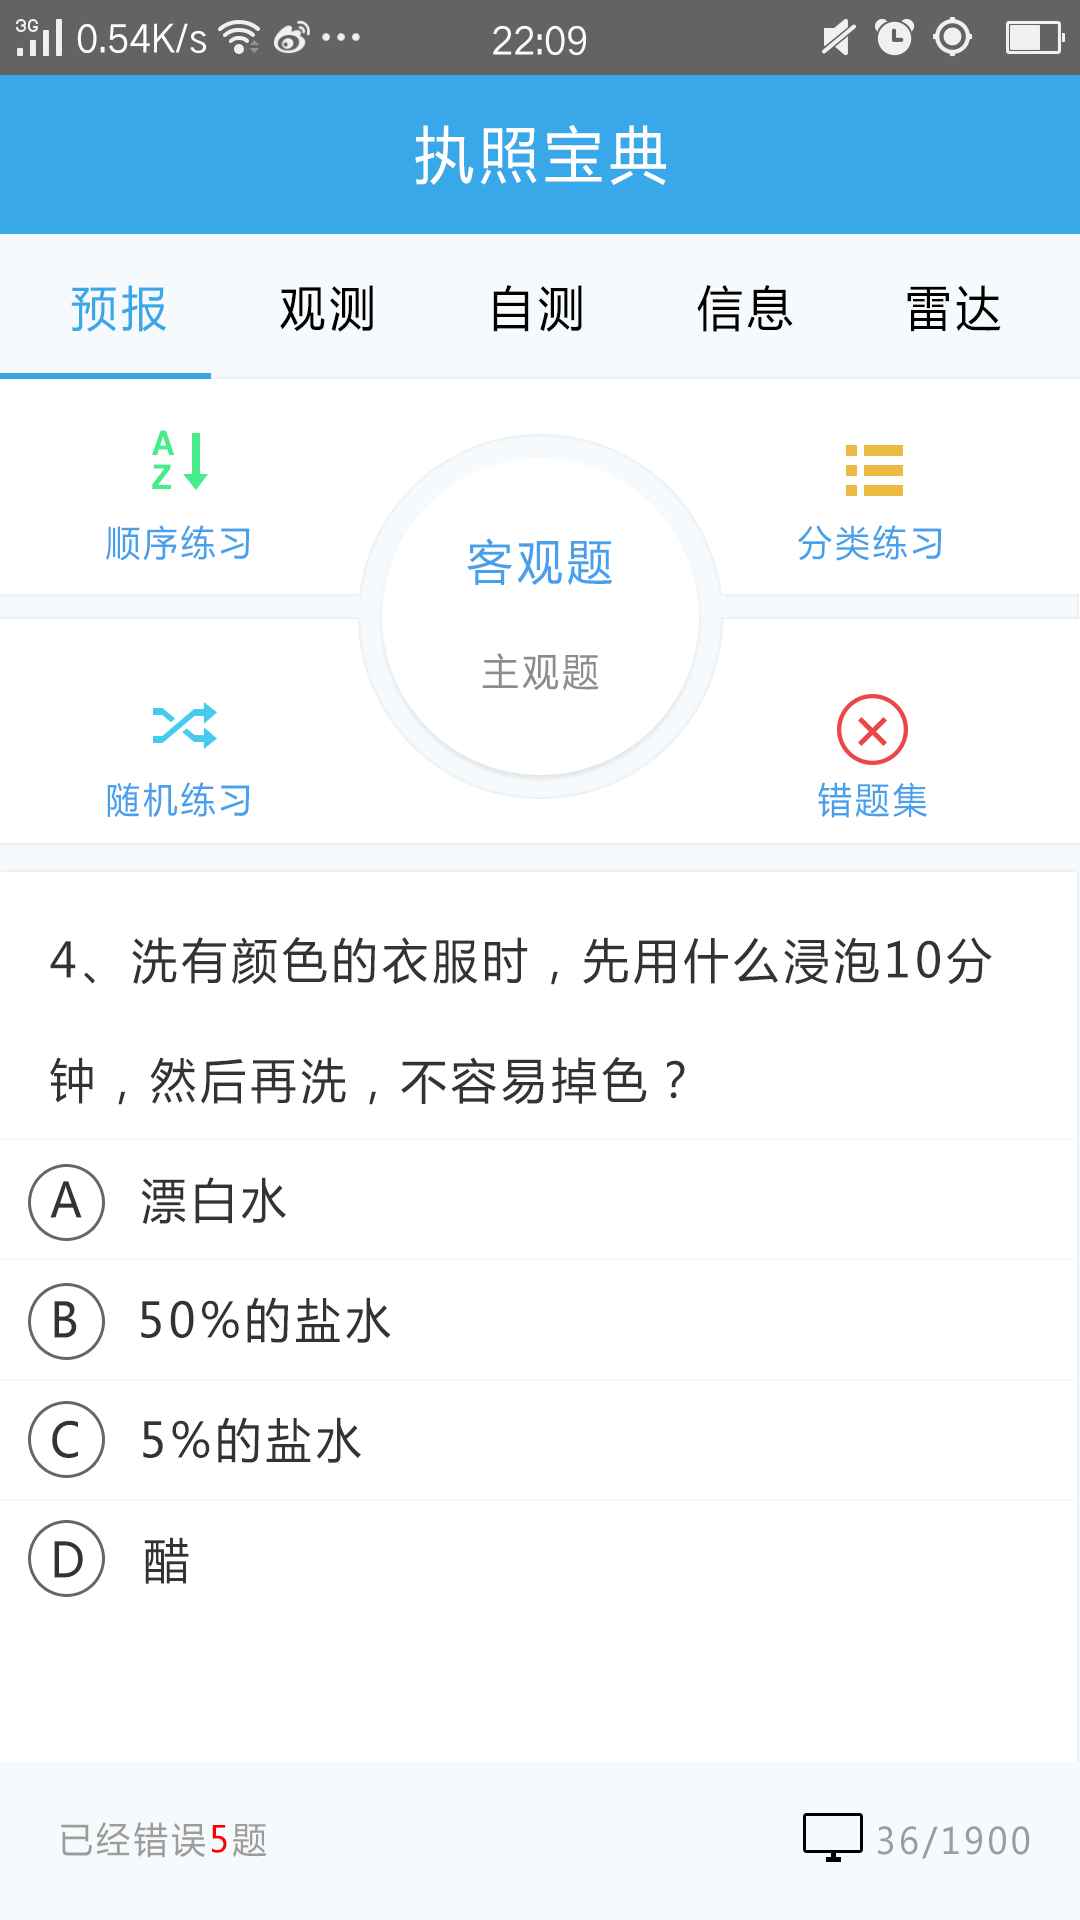 3G 0.54K/s 22:09
执照宝典
预报 观测 自测 信息 雷达
A
Z
顺序练习
客观题
主观题
分类练习
随机练习
错题集
4、洗有颜色的衣服时，先用什么浸泡10分
钟，然后再洗，不容易掉色？
A 漂白水
B 50%的盐水
C 5%的盐水
D 醋
已经错误5题 36/1900